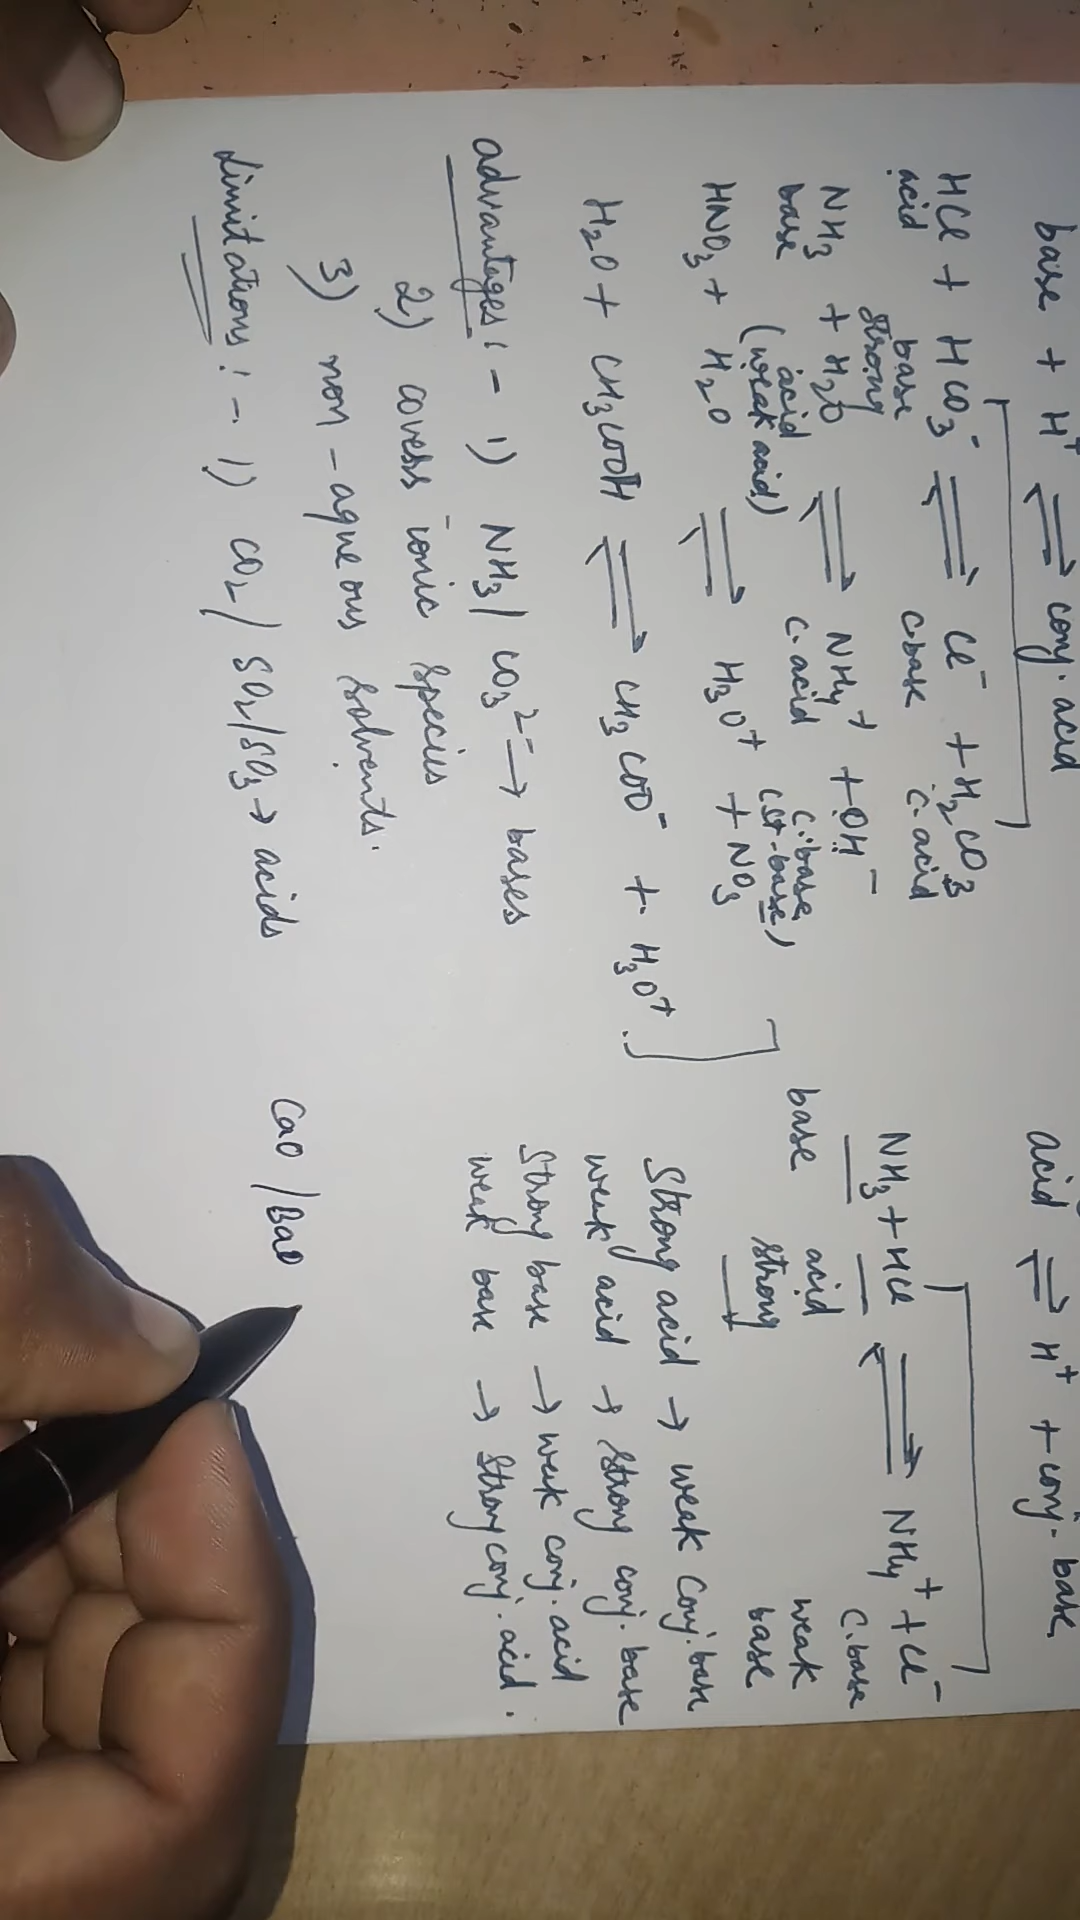 base + H⁺ ⇌ conj. acid
acid ⇌ H⁺ + conj. base
HCl + HCO₃⁻ ⇌ Cl⁻ + H₂CO₃
acid base strong c.base c.acid
NH₃ + H₂O ⇌ NH₄⁺ + OH⁻
base acid (weak acid) c.acid c.base (st.base)
HNO₃ + H₂O ⇌ H₃O⁺ + NO₃
H₂O + CH₃COOH ⇌ CH₃COO⁻ + H₃O⁺
NH₃ + HCl ⇌ NH₄⁺ + Cl⁻
base acid strong c.base weak base
Strong acid → weak conj. base
weak acid → strong conj. base
strong base → weak conj. acid
weak base → strong conj. acid.
advantages :- 1) NH₃/CO₃²⁻ → bases
2) covers ionic species
3) non-aqueous solvents.
limitations :- 1) CO₂/SO₂/SO₃ → acids
CaO/BaO